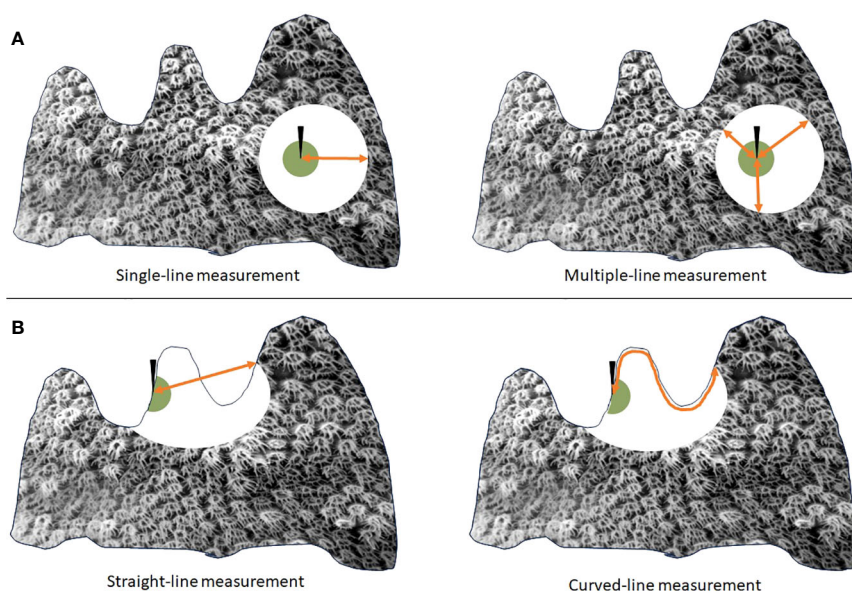 A
Single-line measurement
Multiple-line measurement
B
Straight-line measurement
Curved-line measurement